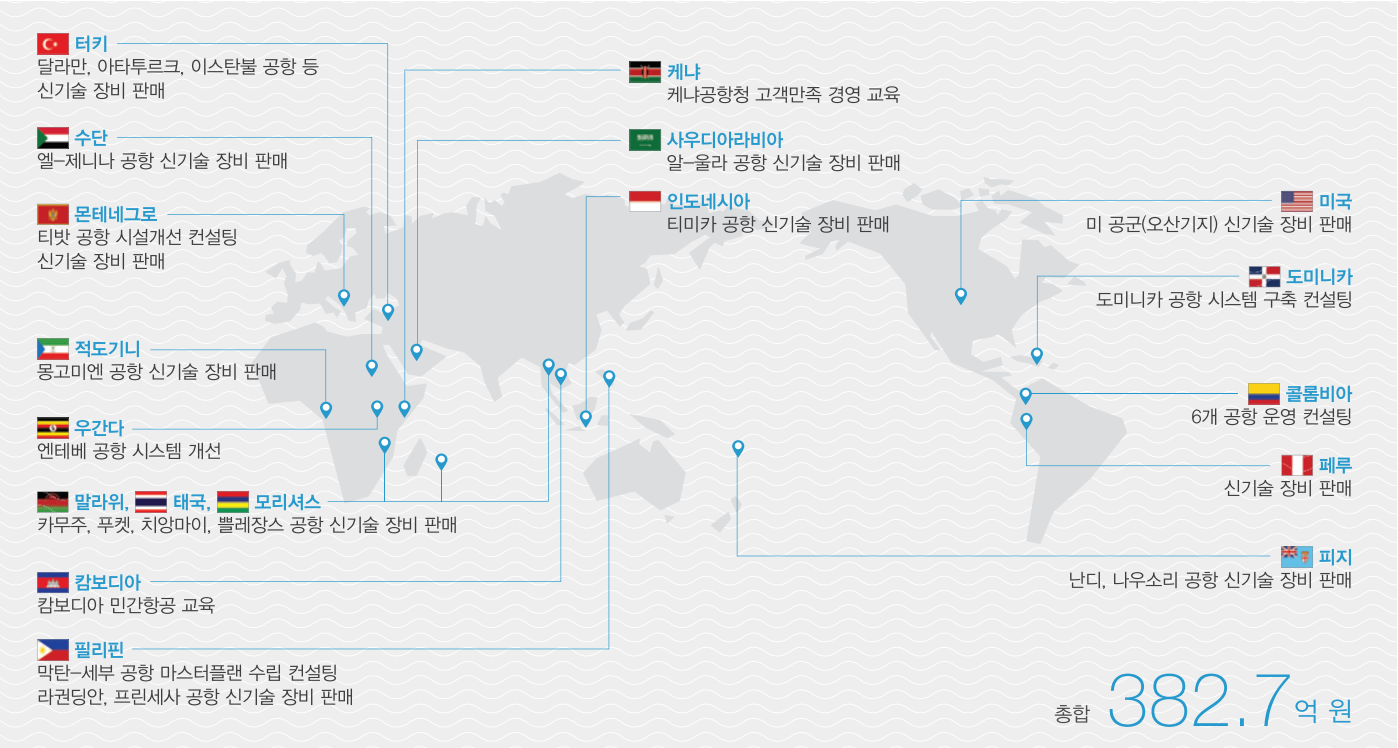 터키
달라만, 아타투르크, 이스탄불 공항 등
신기술 장비 판매
수단
엘–제니나 공항 신기술 장비 판매
몬테네그로
티밧 공항 시설개선 컨설팅
신기술 장비 판매
적도기니
몽고미엔 공항 신기술 장비 판매
우간다
엔테베 공항 시스템 개선
말라위, 태국, 모리셔스
카무주, 푸켓, 치앙마이, 쁠레장스 공항 신기술 장비 판매
캄보디아
캄보디아 민간항공 교육
필리핀
막탄–세부 공항 마스터플랜 수립 컨설팅
라귄딩안, 프린세사 공항 신기술 장비 판매
케냐
케냐공항청 고객만족 경영 교육
사우디아라비아
알–울라 공항 신기술 장비 판매
인도네시아
티미카 공항 신기술 장비 판매
미국
미 공군(오산기지) 신기술 장비 판매
도미니카
도미니카 공항 시스템 구축 컨설팅
콜롬비아
6개 공항 운영 컨설팅
페루
신기술 장비 판매
피지
난디, 나우소리 공항 신기술 장비 판매
총합 382.7억 원